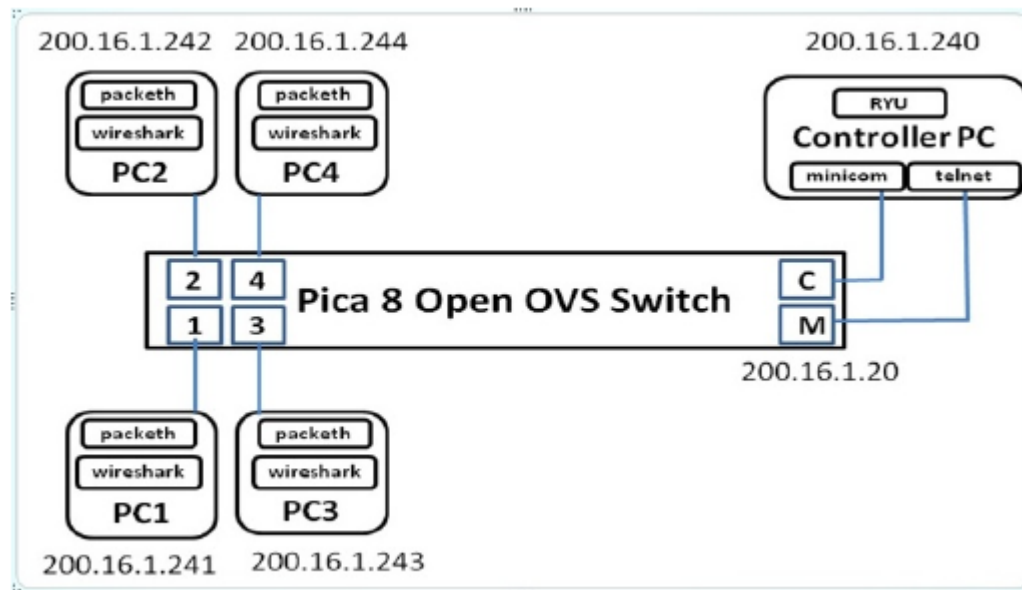 200.16.1.242
200.16.1.244
200.16.1.240
packeth
wireshark
PC2
packeth
wireshark
PC4
RYU
Controller PC
minicom
telnet
2
4
1
3
Pica 8 Open OVS Switch
C
M
200.16.1.20
packeth
wireshark
PC1
packeth
wireshark
PC3
200.16.1.241
200.16.1.243